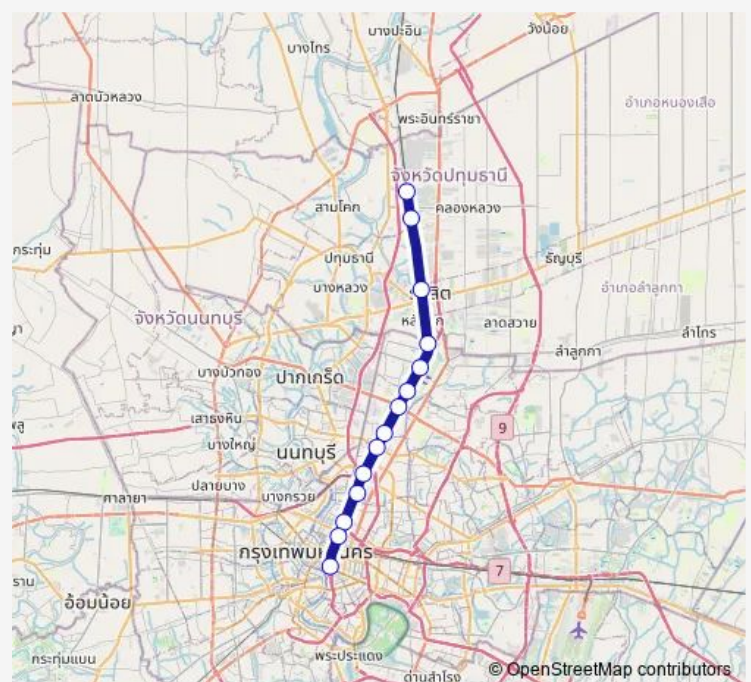 บางปะอิน
วังน้อย
บางไทร
ลาดบัวหลวง
อำเภอหนองเสือ
พระอินทร์ราชา
จังหวัดปทุมธานี
สามโคก
คลองหลวง
กระทุ่ม
ปทุมธานี
ธัญบุรี
บางหลวง
อำเภอลำลูกกา
จังหวัดนนทบุรี
ลาดสวาย
ลำไทร
ลำลูกกา
บางบัวทอง
ปากเกร็ด
เสาธงหิน
9
บางใหญ่
นนทบุรี
ปลายบาง
บางกรวย
ศาลายา
7
อ้อมน้อย
พระประแดง
กระทุ่มแบน
ด่านสำโรง
© OpenStreetMap contributors